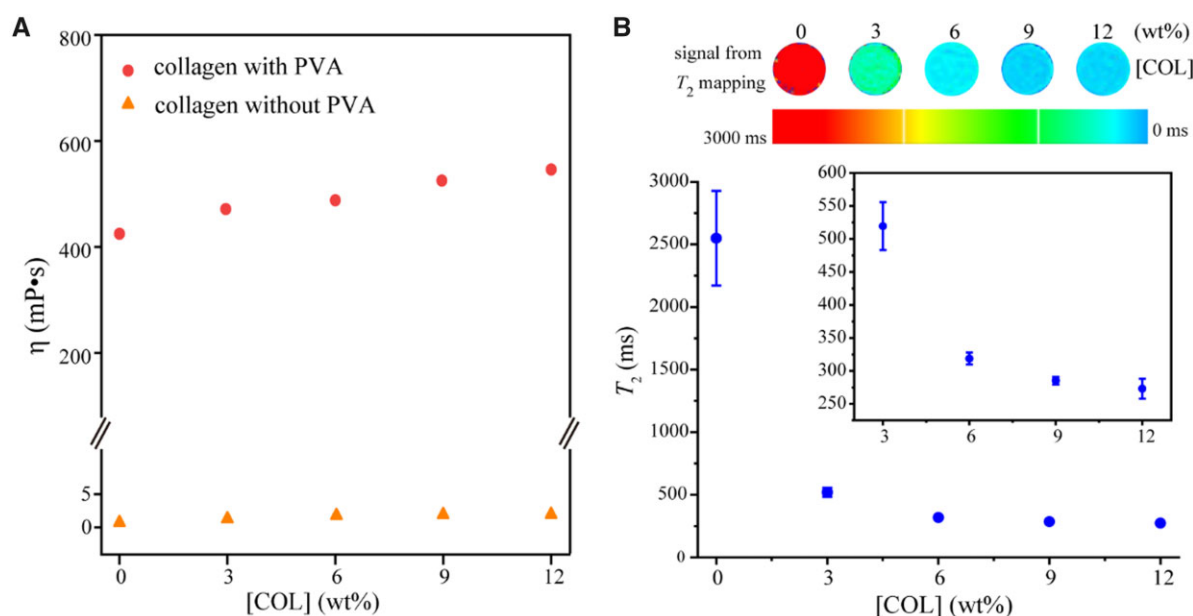 A
800
600
400
200
5
0
η (mP•s)
collagen with PVA
collagen without PVA
0 3 6 9 12
[COL] (wt%)
B
0 3 6 9 12 (wt%)
signal from
T₂ mapping
[COL]
3000 ms
0 ms
3000
2500
2000
1500
1000
500
0
T₂ (ms)
600
550
500
450
400
350
300
250
3 6 9 12
0 3 6 9 12
[COL] (wt%)